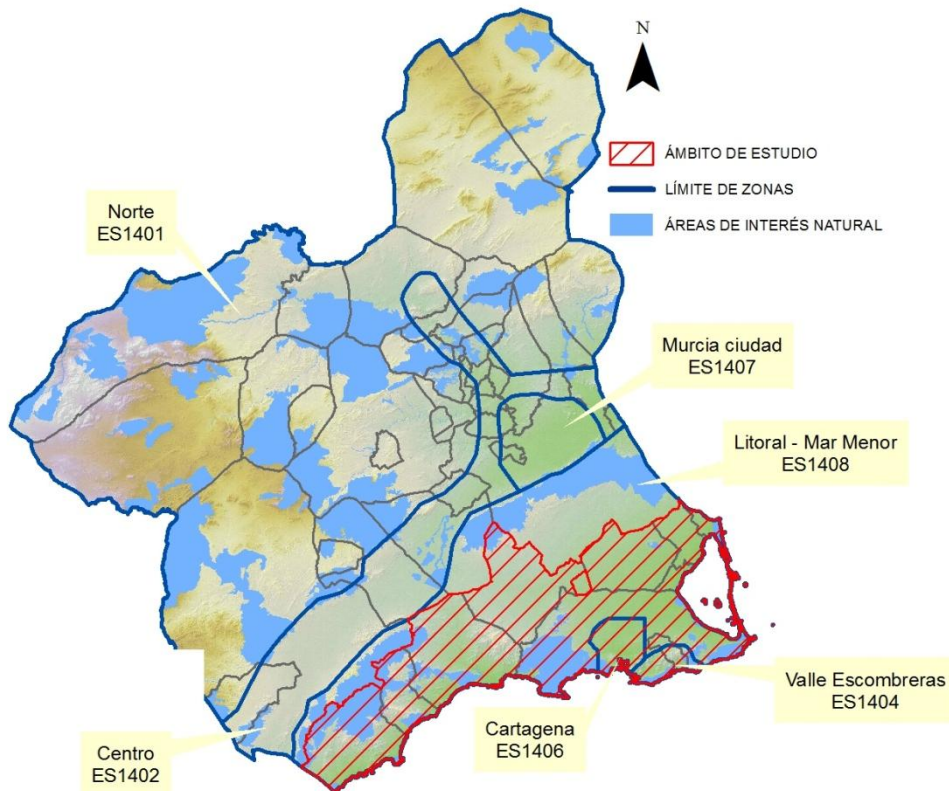 N
ÁMBITO DE ESTUDIO
LÍMITE DE ZONAS
ÁREAS DE INTERÉS NATURAL
Norte
ES1401
Murcia ciudad
ES1407
Litoral - Mar Menor
ES1408
Valle Escombreras
ES1404
Cartagena
ES1406
Centro
ES1402